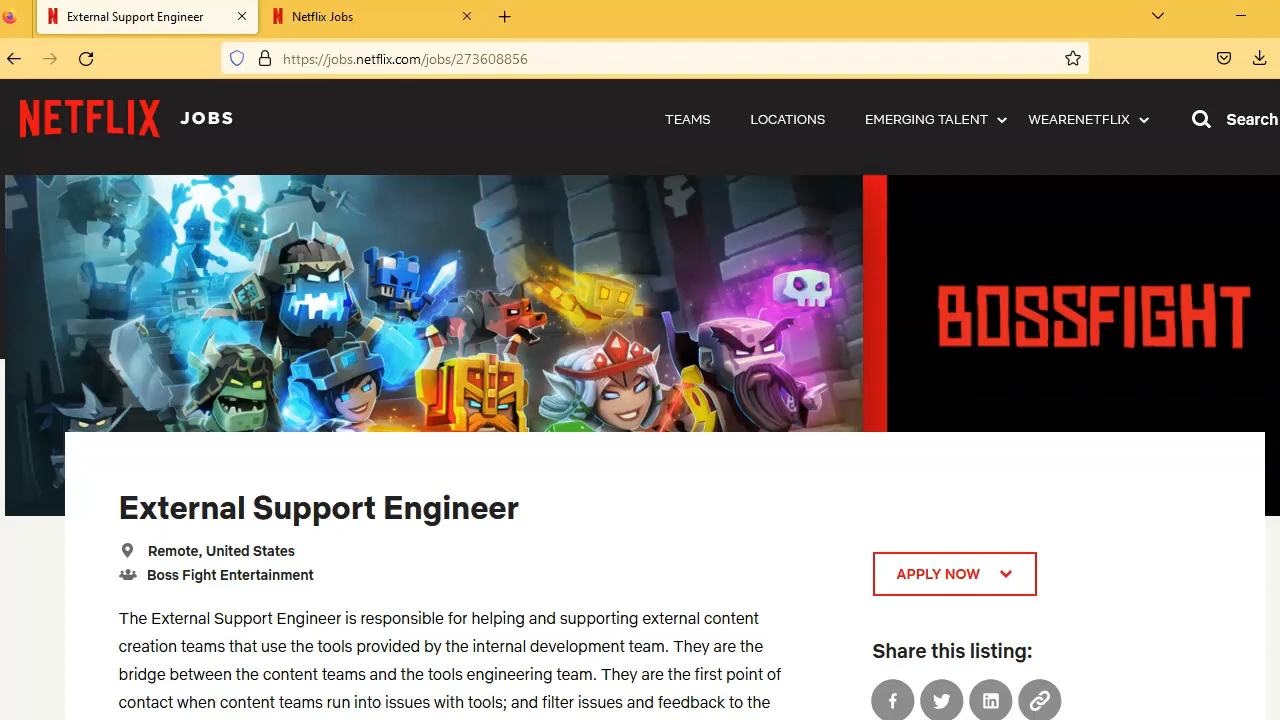 External Support Engineer
Netflix Jobs
https://jobs.netflix.com/jobs/273608856
NETFLIX JOBS
TEAMS LOCATIONS EMERGING TALENT WEARENETFLIX Search
BOSSFIGHT
External Support Engineer
Remote, United States
Boss Fight Entertainment
The External Support Engineer is responsible for helping and supporting external content
creation teams that use the tools provided by the internal development team. They are the
bridge between the content teams and the tools engineering team. They are the first point of
contact when content teams run into issues with tools; and filter issues and feedback to the
APPLY NOW
Share this listing: